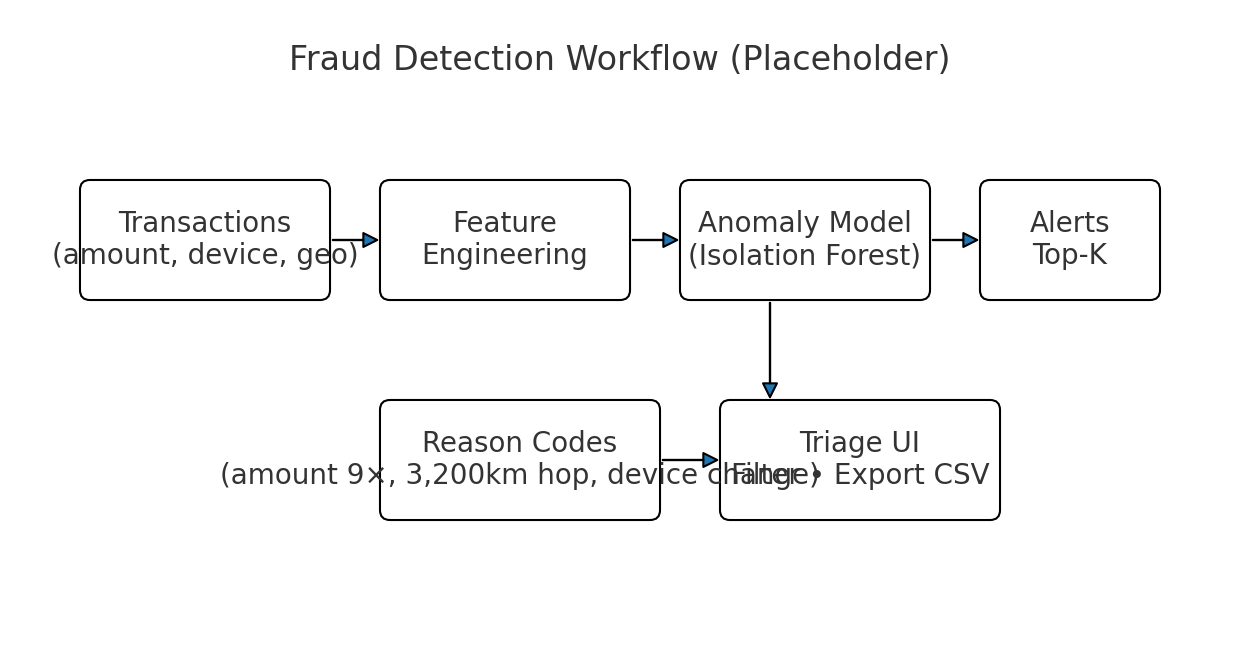 Fraud Detection Workflow (Placeholder)
Transactions
(amount, device, geo)
Feature
Engineering
Anomaly Model
(Isolation Forest)
Alerts
Top-K
Reason Codes
(amount 9×, 3,200km hop, device change)
Triage UI
Filter • Export CSV